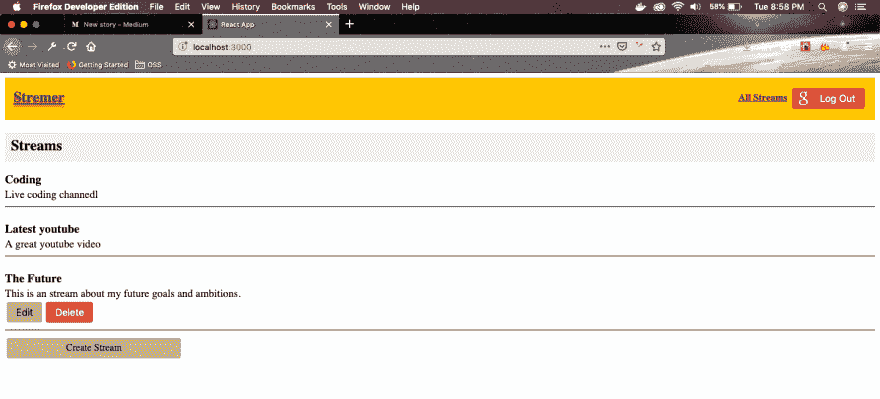 Firefox Developer Edition File Edit View History Bookmarks Tools Window Help 58% Tue 8:58 PM
New story – Medium React App
localhost:3000
Most Visited Getting Started OSS
Stremer All Streams Log Out
Streams
Coding
Live coding channedl
Latest youtube
A great youtube video
The Future
This is an stream about my future goals and ambitions.
Edit Delete
Create Stream